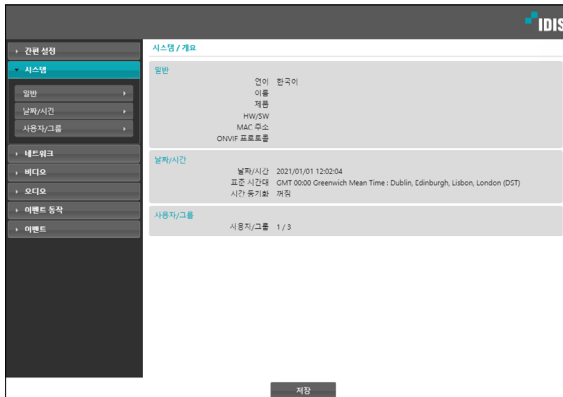 IDIS
간편 설정
시스템
일반
날짜/시간
사용자/그룹
네트워크
비디오
오디오
이벤트 동작
이벤트
시스템 / 개요
일반
언어 한국어
이름
제품
HW/SW
MAC 주소
ONVIF 프로토콜
날짜/시간
날짜/시간 2021/01/01 12:02:04
표준 시간대 GMT 00:00 Greenwich Mean Time : Dublin, Edinburgh, Lisbon, London (DST)
시간 동기화 꺼짐
사용자/그룹
사용자/그룹 1 / 3
저장